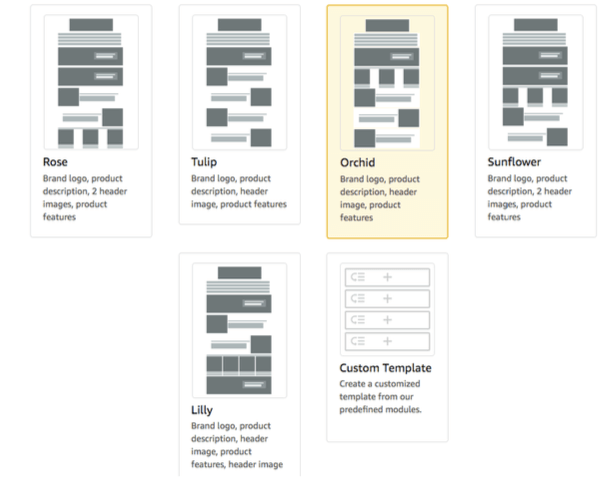 Rose
Brand logo, product
description, 2 header
images, product
features
Tulip
Brand logo, product
description, header
image, product features
Orchid
Brand logo, product
description, header
image, product
features
Sunflower
Brand logo, product
description, 2 header
images, product
features
Lilly
Brand logo, product
description, header
image, product
features, header image
Custom Template
Create a customized
template from our
predefined modules.